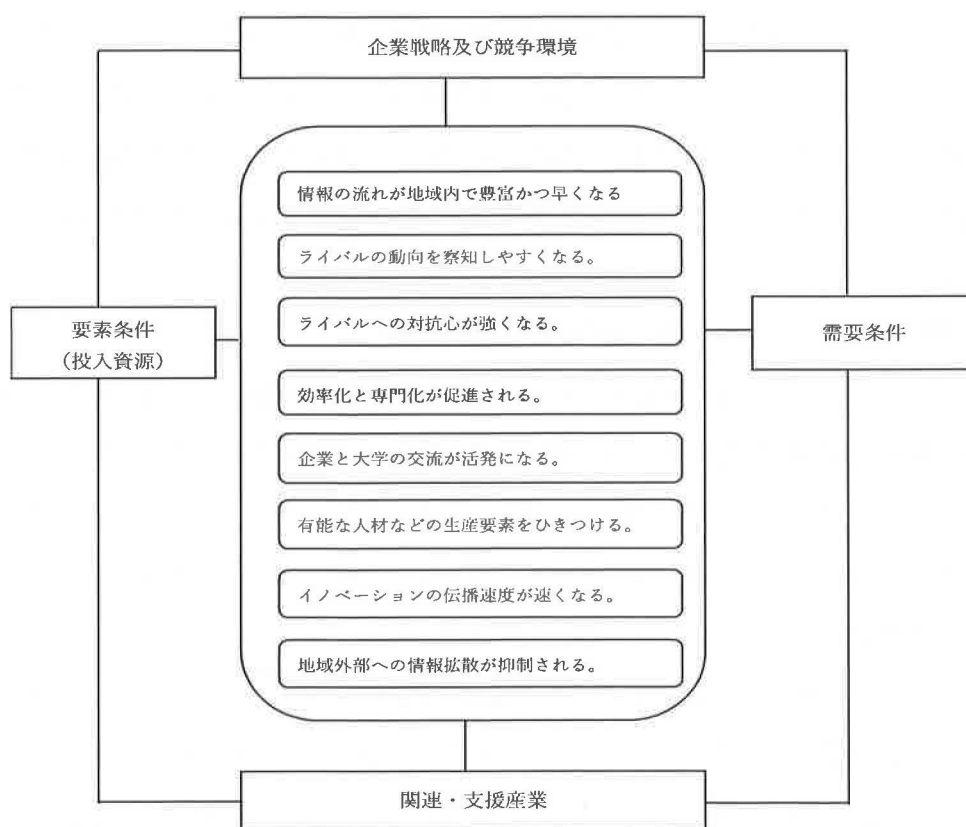 企業戦略及び競争環境
情報の流れが地域内で豊富かつ早くなる
ライバルの動向を察知しやすくなる。
ライバルへの対抗心が強くなる。
要素条件
（投入資源）
需要条件
効率化と専門化が促進される。
企業と大学の交流が活発になる。
有能な人材などの生産要素をひきつける。
イノベーションの伝播速度が速くなる。
地域外部への情報拡散が抑制される。
関連・支援産業